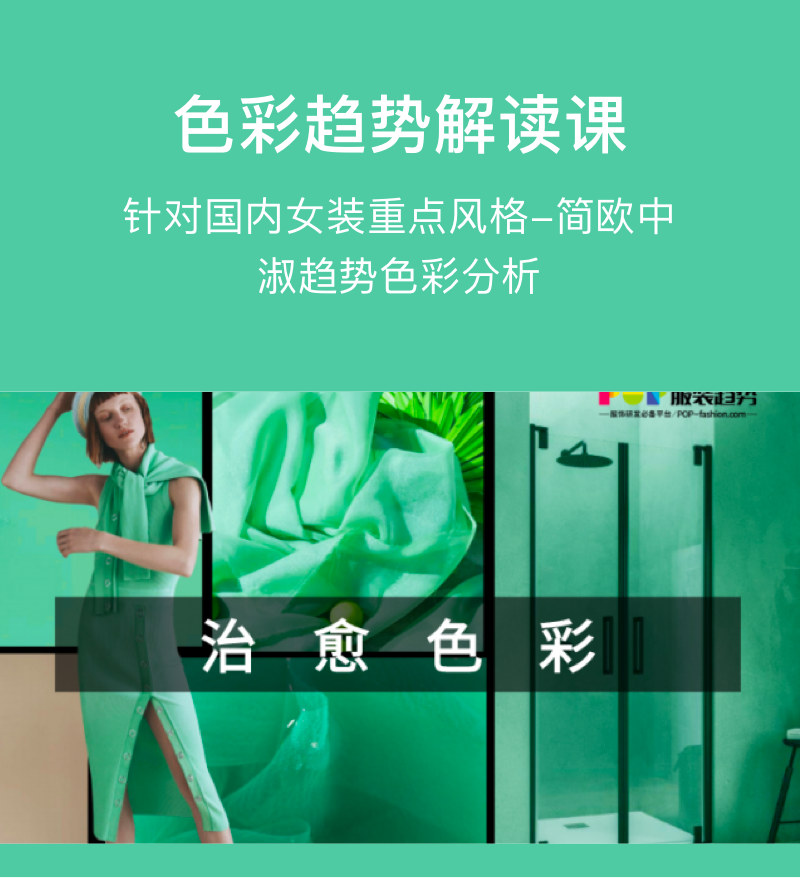 色彩趋势解读课
针对国内女装重点风格–简欧中
淑趋势色彩分析
POP 服装趋势
—服饰研发必备平台/POP-fashion.com—
治愈色彩